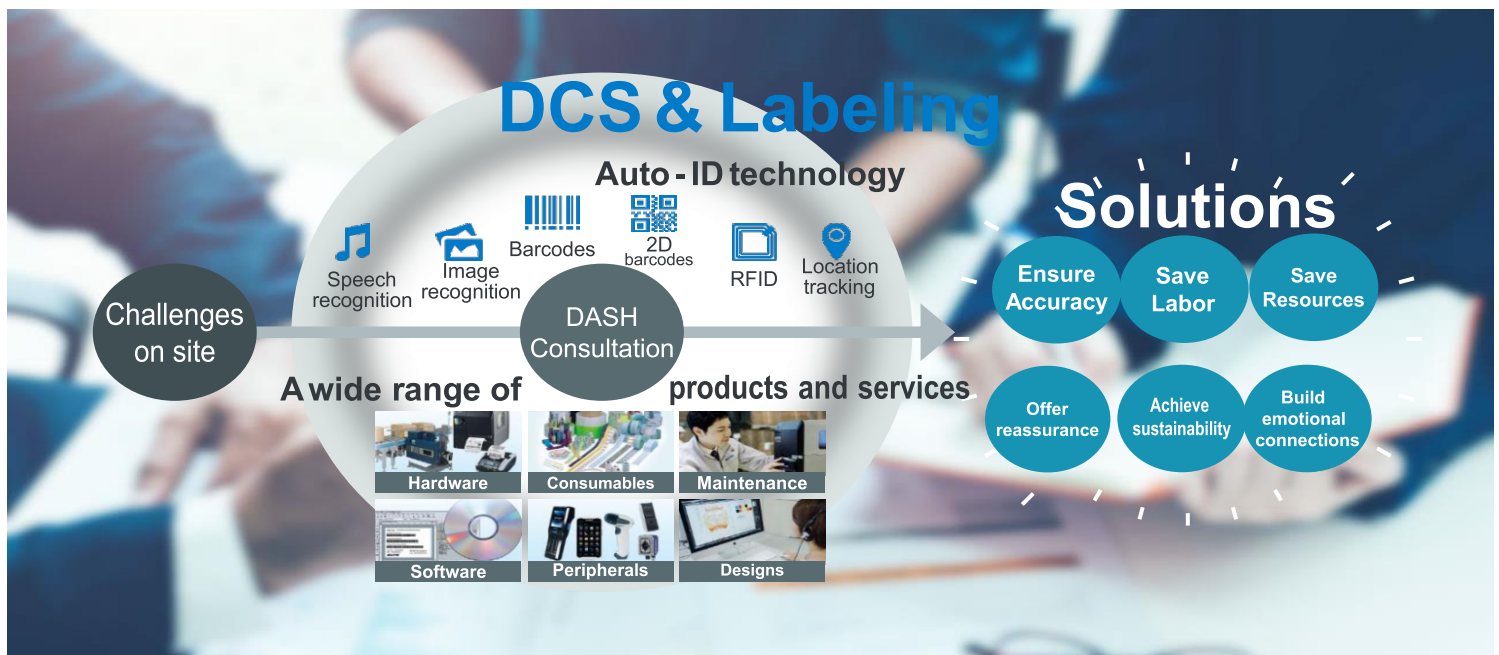 DCS & Labeling
Auto - ID technology
Speech
recognition
Image
recognition
Barcodes
2D
barcodes
RFID
Location
tracking
Challenges
on site
DASH
Consultation
A wide range of products and services
Hardware
Consumables
Maintenance
Software
Peripherals
Designs
Solutions
Ensure
Accuracy
Save
Labor
Save
Resources
Offer
reassurance
Achieve
sustainability
Build
emotional
connections